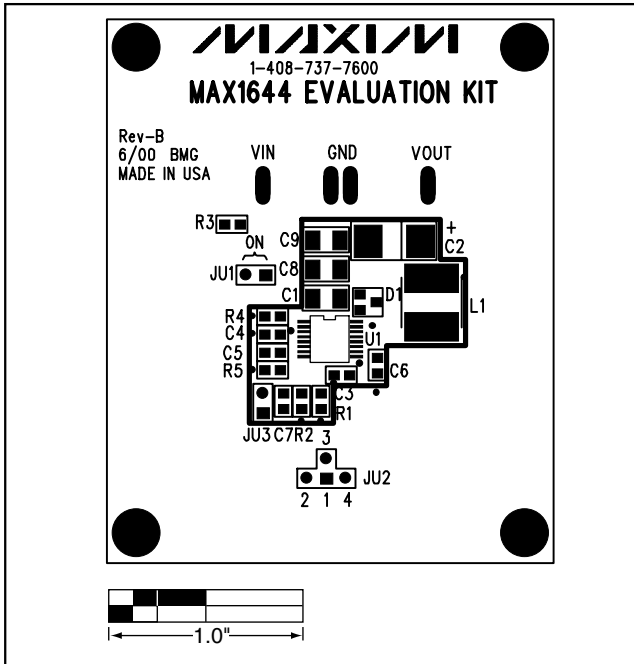 MAXIM
1-408-737-7600
MAX1644 EVALUATION KIT
Rev-B
6/00 BMG
MADE IN USA
VIN GND VOUT
R3
ON
JU1
C9
C8
C1
+
C2
D1
L1
R4
C4
C5
R5
U1
C6
C3
JU3 C7 R2 R1
3
JU2
2 1 4
1.0"